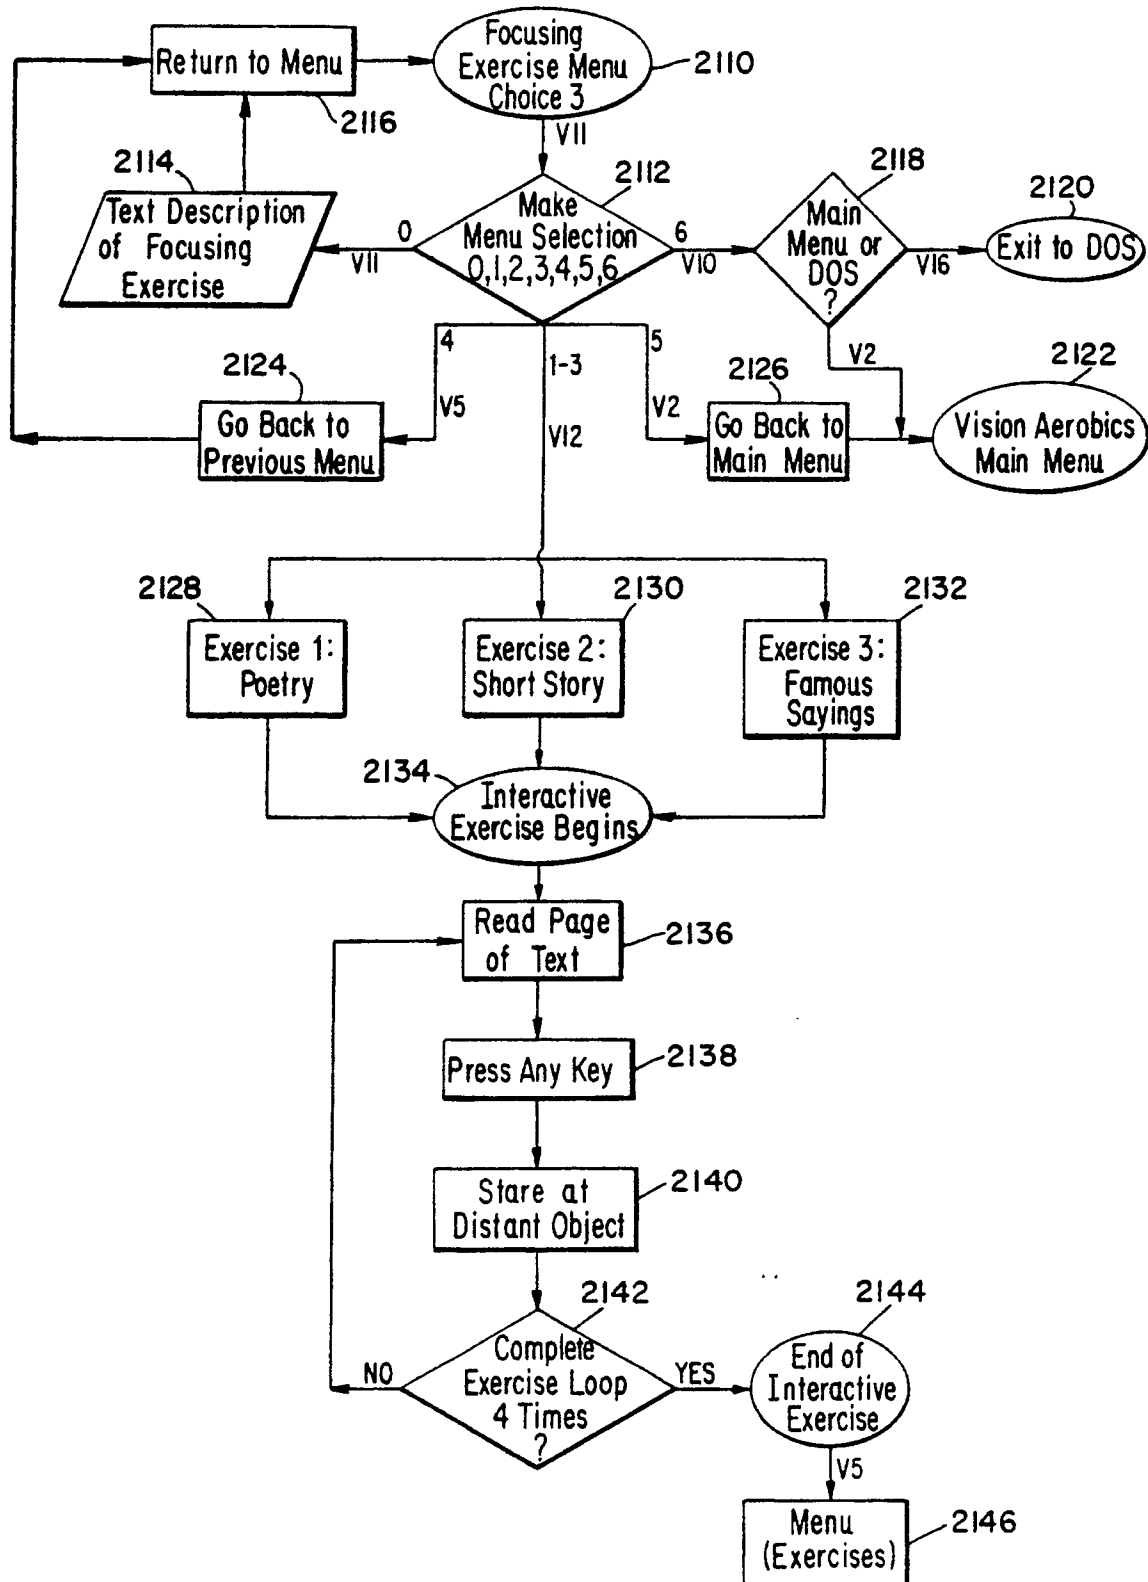 Return to Menu
2116
Focusing
Exercise Menu
Choice 3
2110
V11
2114
Text Description
of Focusing
Exercise
0
V11
2112
Make
Menu Selection
0,1,2,3,4,5,6
6
V10
2118
Main
Menu or
DOS
?
V16
2120
Exit to DOS
V2
2122
Vision Aerobics
Main Menu
4
V5
2124
Go Back to
Previous Menu
1-3
V12
5
V2
2126
Go Back to
Main Menu
2128
Exercise 1:
Poetry
2130
Exercise 2:
Short Story
2132
Exercise 3:
Famous
Sayings
2134
Interactive
Exercise Begins
Read Page
of Text
2136
Press Any Key
2138
Stare at
Distant Object
2140
2142
Complete
Exercise Loop
4 Times
?
NO
YES
2144
End of
Interactive
Exercise
V5
Menu
(Exercises)
2146